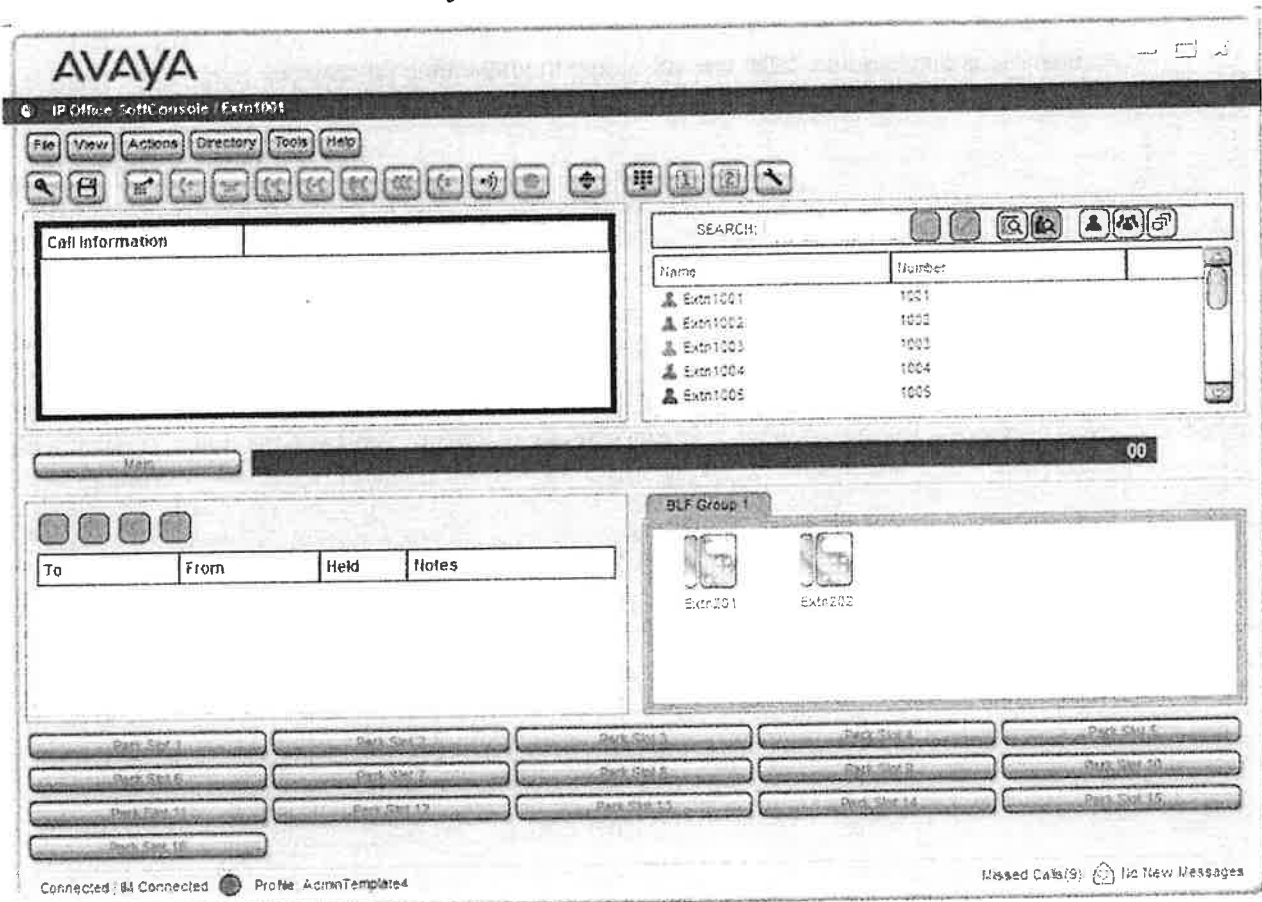 AVAYA
IP Office SoftConsole / Extn1001
File View Actions Directory Tools Help
1 2
Call Information
SEARCH:
Name Number
Extn1001 1001
Extn1002 1002
Extn1003 1003
Extn1004 1004
Extn1005 1005
Main
00
BLF Group 1
To From Held Notes
Extn201 Extn202
Park Slot 1 Park Slot 2 Park Slot 3 Park Slot 4 Park Slot 5
Park Slot 6 Park Slot 7 Park Slot 8 Park Slot 9 Park Slot 10
Park Slot 11 Park Slot 12 Park Slot 13 Park Slot 14 Park Slot 15
Park Slot 16
Connected / IM Connected Profile: AdminTemplate4 Missed Calls(9) No New Messages